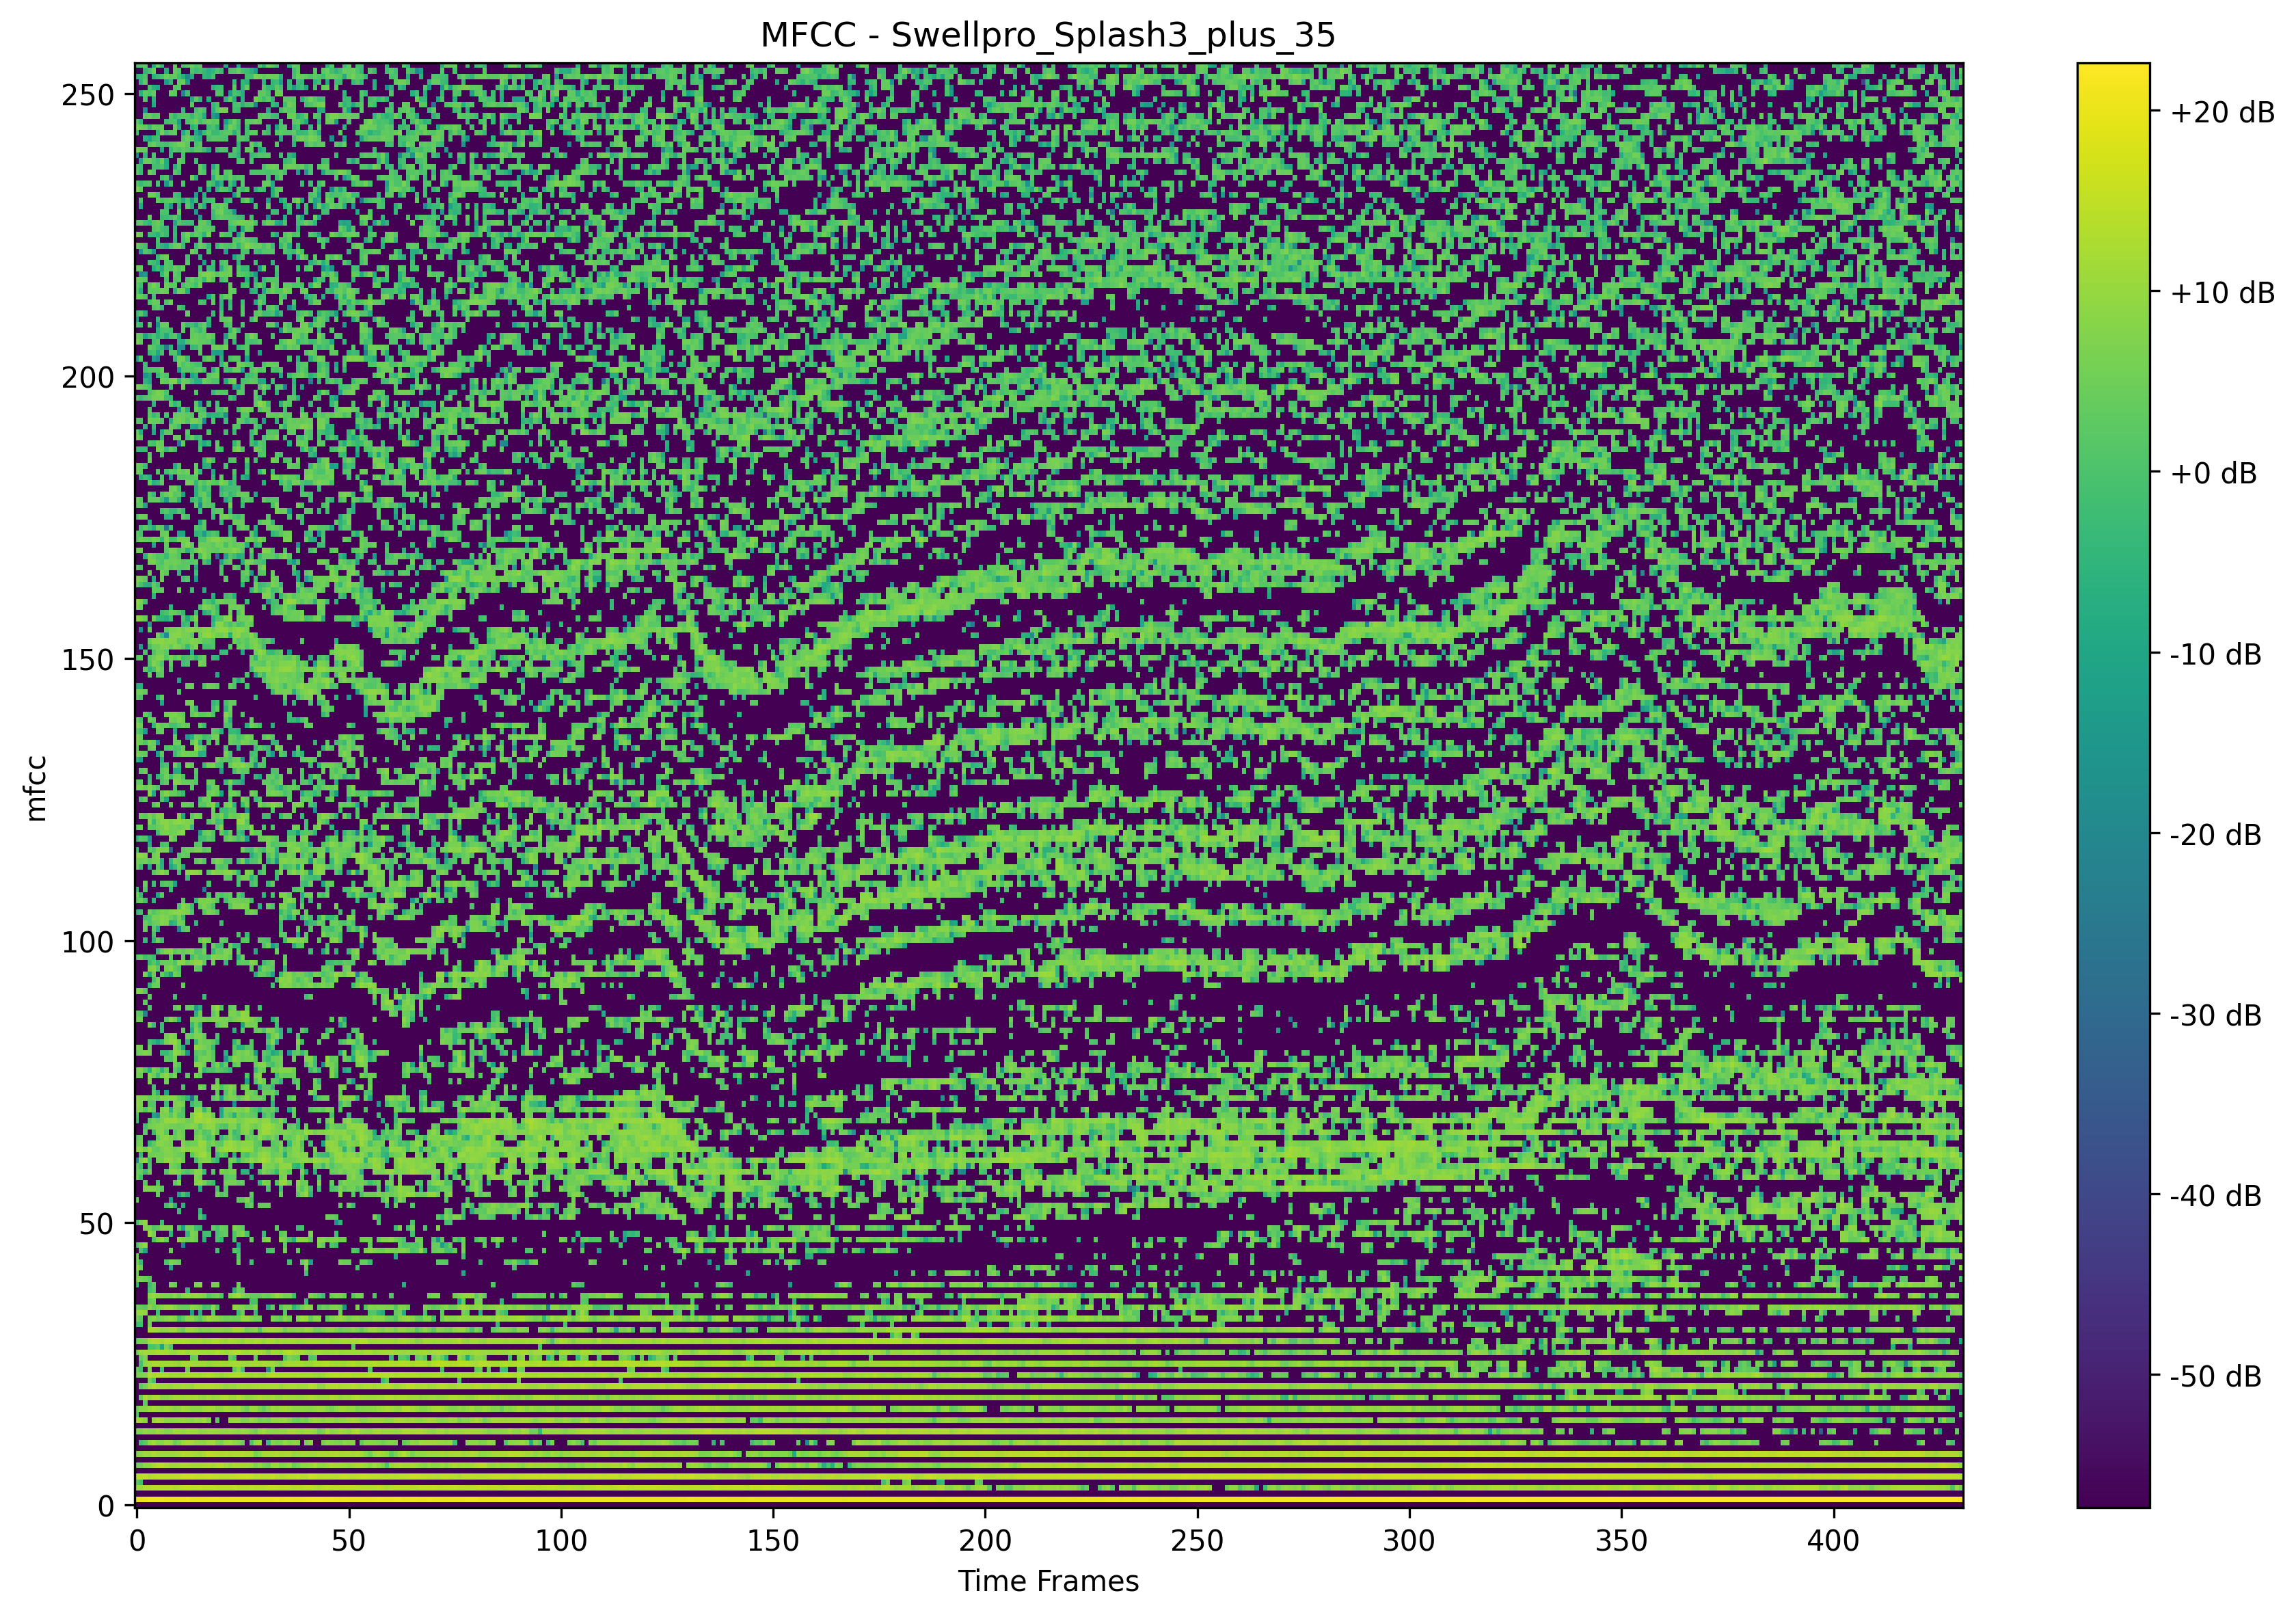 MFCC - Swellpro_Splash3_plus_35
250
200
150
100
50
0
mfcc
0 50 100 150 200 250 300 350 400
Time Frames
+20 dB
+10 dB
+0 dB
-10 dB
-20 dB
-30 dB
-40 dB
-50 dB